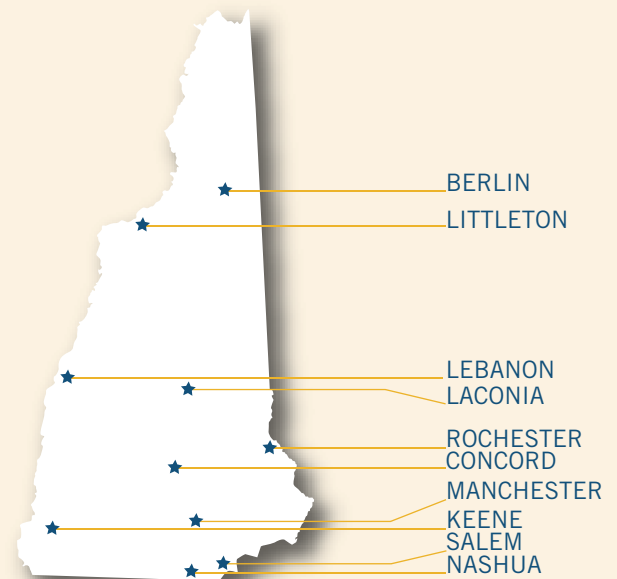 BERLIN
LITTLETON
LEBANON
LACONIA
ROCHESTER
CONCORD
MANCHESTER
KEENE
SALEM
NASHUA